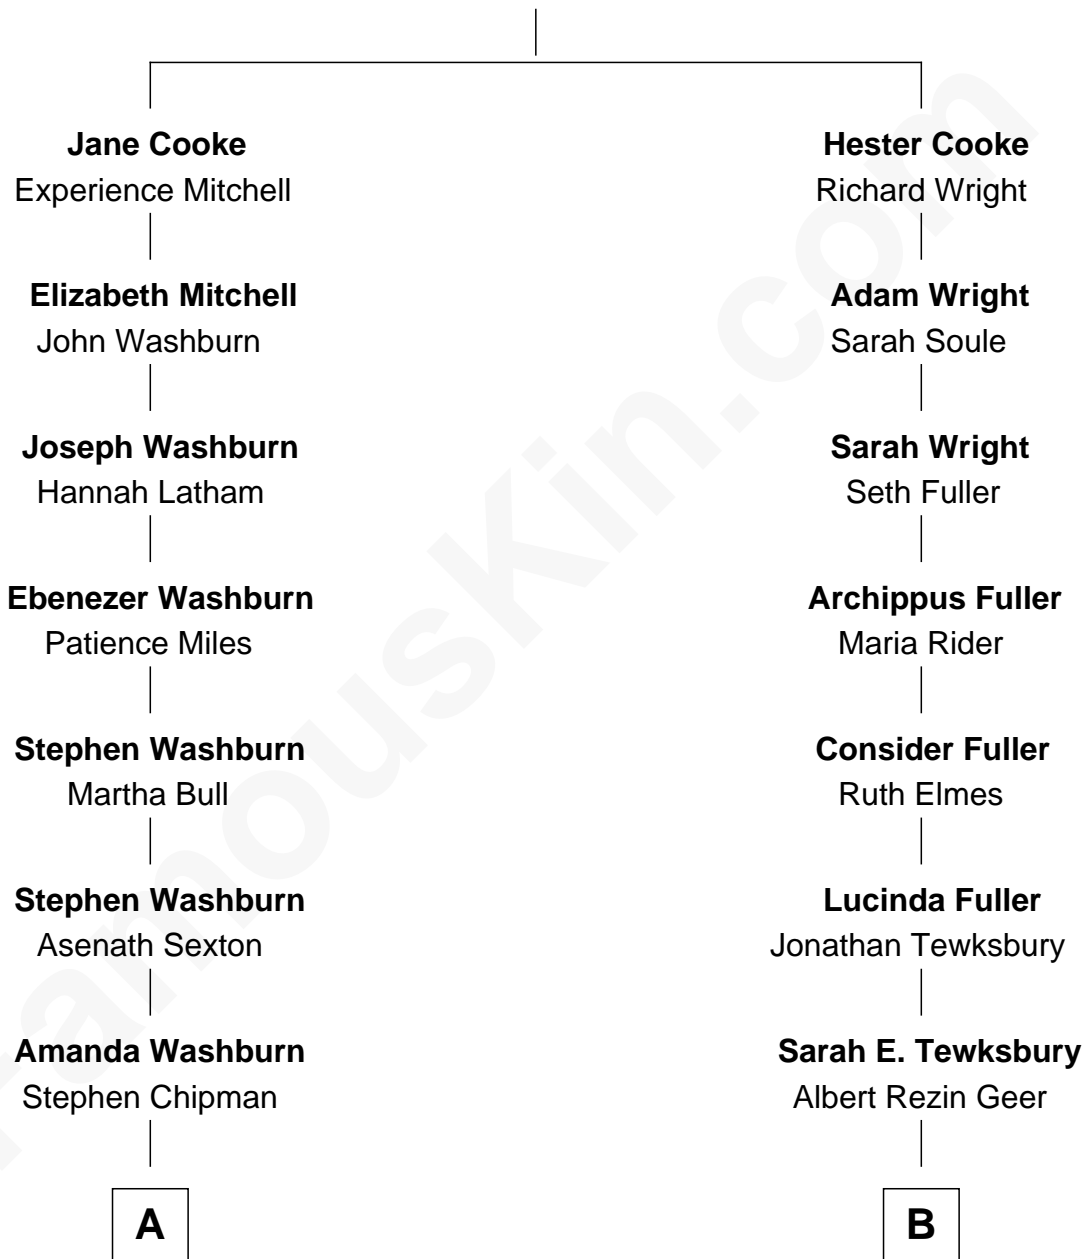 Jane Cooke
Experience Mitchell
Elizabeth Mitchell
John Washburn
Joseph Washburn
Hannah Latham
Ebenezer Washburn
Patience Miles
Stephen Washburn
Martha Bull
Stephen Washburn
Asenath Sexton
Amanda Washburn
Stephen Chipman
A
Hester Cooke
Richard Wright
Adam Wright
Sarah Soule
Sarah Wright
Seth Fuller
Archippus Fuller
Maria Rider
Consider Fuller
Ruth Elmes
Lucinda Fuller
Jonathan Tewksbury
Sarah E. Tewksbury
Albert Rezin Geer
B
FamousKin.com